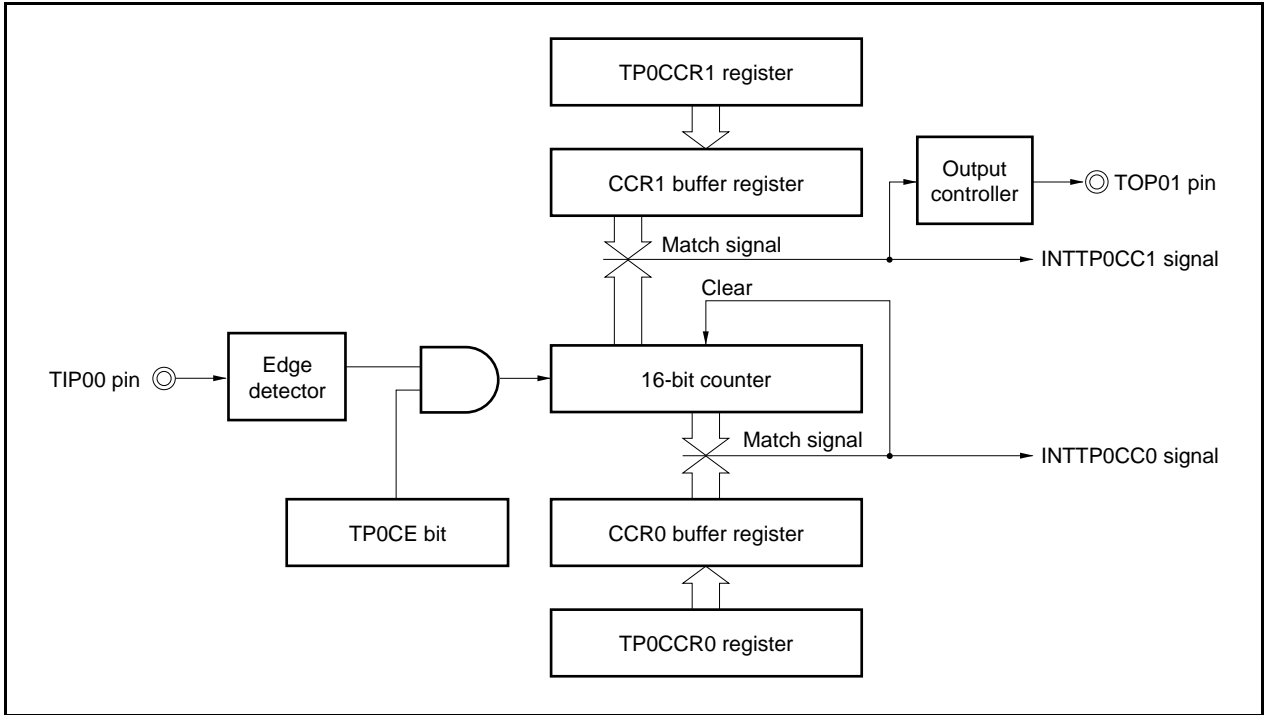 TP0CCR1 register
CCR1 buffer register
Output
controller
TOP01 pin
Match signal
INTTP0CC1 signal
Clear
TIP00 pin
Edge
detector
16-bit counter
Match signal
INTTP0CC0 signal
TP0CE bit
CCR0 buffer register
TP0CCR0 register